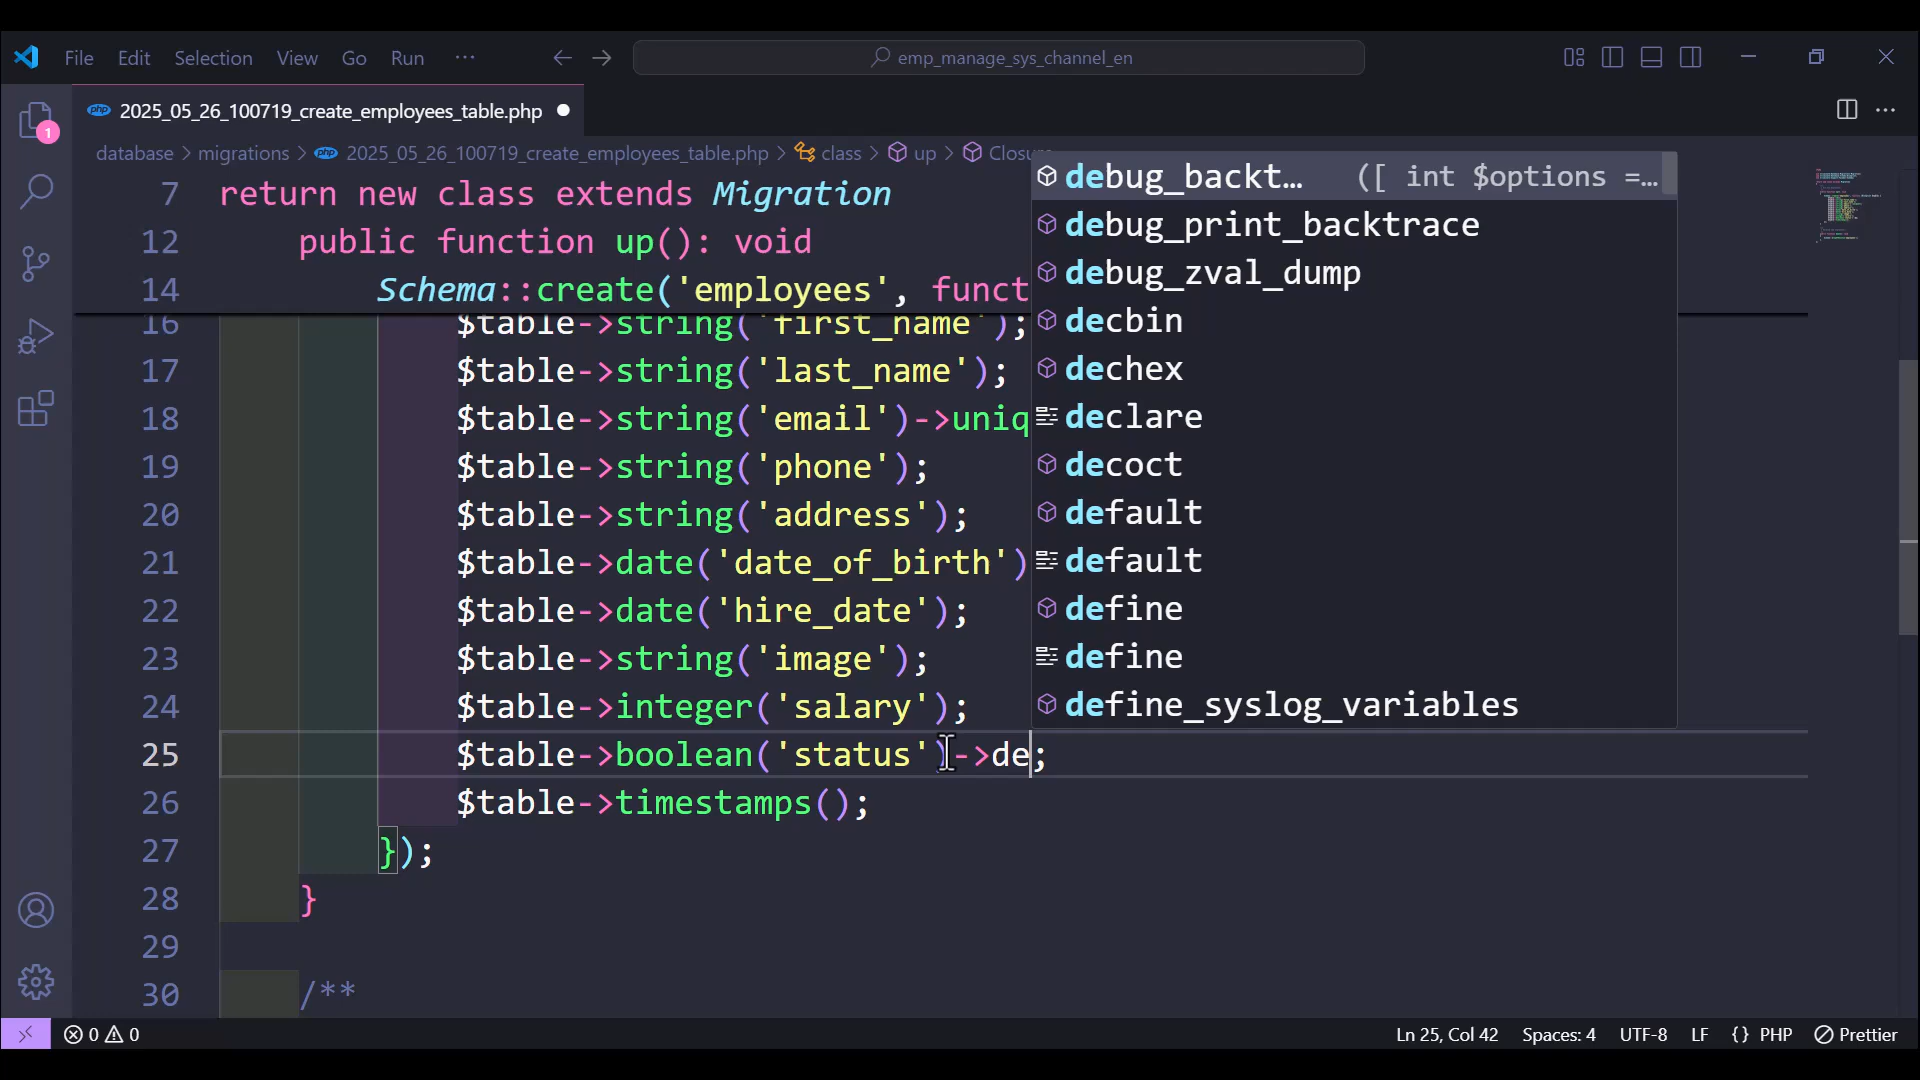 File Edit Selection View Go Run ··· emp_manage_sys_channel_en
1
2025_05_26_100719_create_employees_table.php
database > migrations > 2025_05_26_100719_create_employees_table.php > class > up > Closure
7 return new class extends Migration
12 public function up(): void
14 Schema::create('employees', funct
16 $table->string('first_name');
17 $table->string('last_name');
18 $table->string('email')->uniq
19 $table->string('phone');
20 $table->string('address');
21 $table->date('date_of_birth')
22 $table->date('hire_date');
23 $table->string('image');
24 $table->integer('salary');
25 $table->boolean('status')->de;
26 $table->timestamps();
27 });
28 }
29
30 /**
debug_backt… ([ int $options =…
debug_print_backtrace
debug_zval_dump
decbin
dechex
declare
decoct
default
default
define
define
define_syslog_variables
0 0 Ln 25, Col 42 Spaces: 4 UTF-8 LF {} PHP Prettier